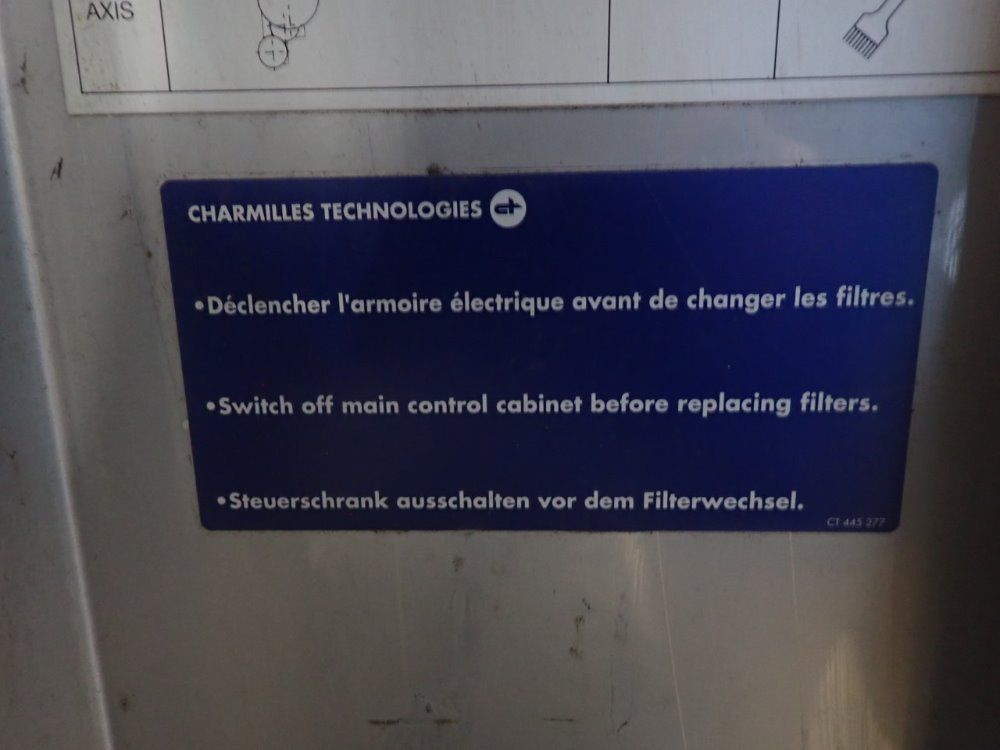 AXIS
CHARMILLES TECHNOLOGIES
•Déclencher l'armoire électrique avant de changer les filtres.
•Switch off main control cabinet before replacing filters.
•Steuerschrank ausschalten vor dem Filterwechsel.
CT 445 277